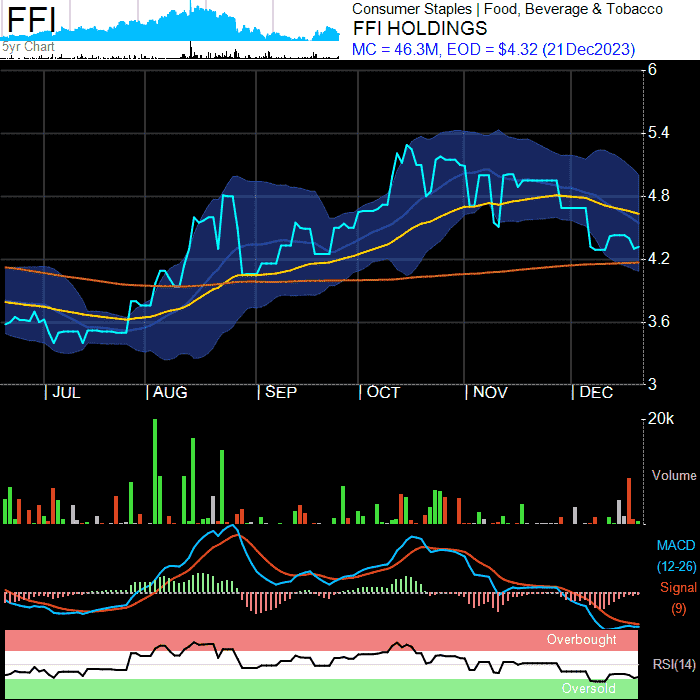 FFI
5yr Chart
Consumer Staples | Food, Beverage & Tobacco
FFI HOLDINGS
MC = 46.3M, EOD = $4.32 (21Dec2023)
6
5.4
4.8
4.2
3.6
3
JUL
AUG
SEP
OCT
NOV
DEC
20k
Volume
MACD
(12-26)
Signal
(9)
Overbought
RSI(14)
Oversold